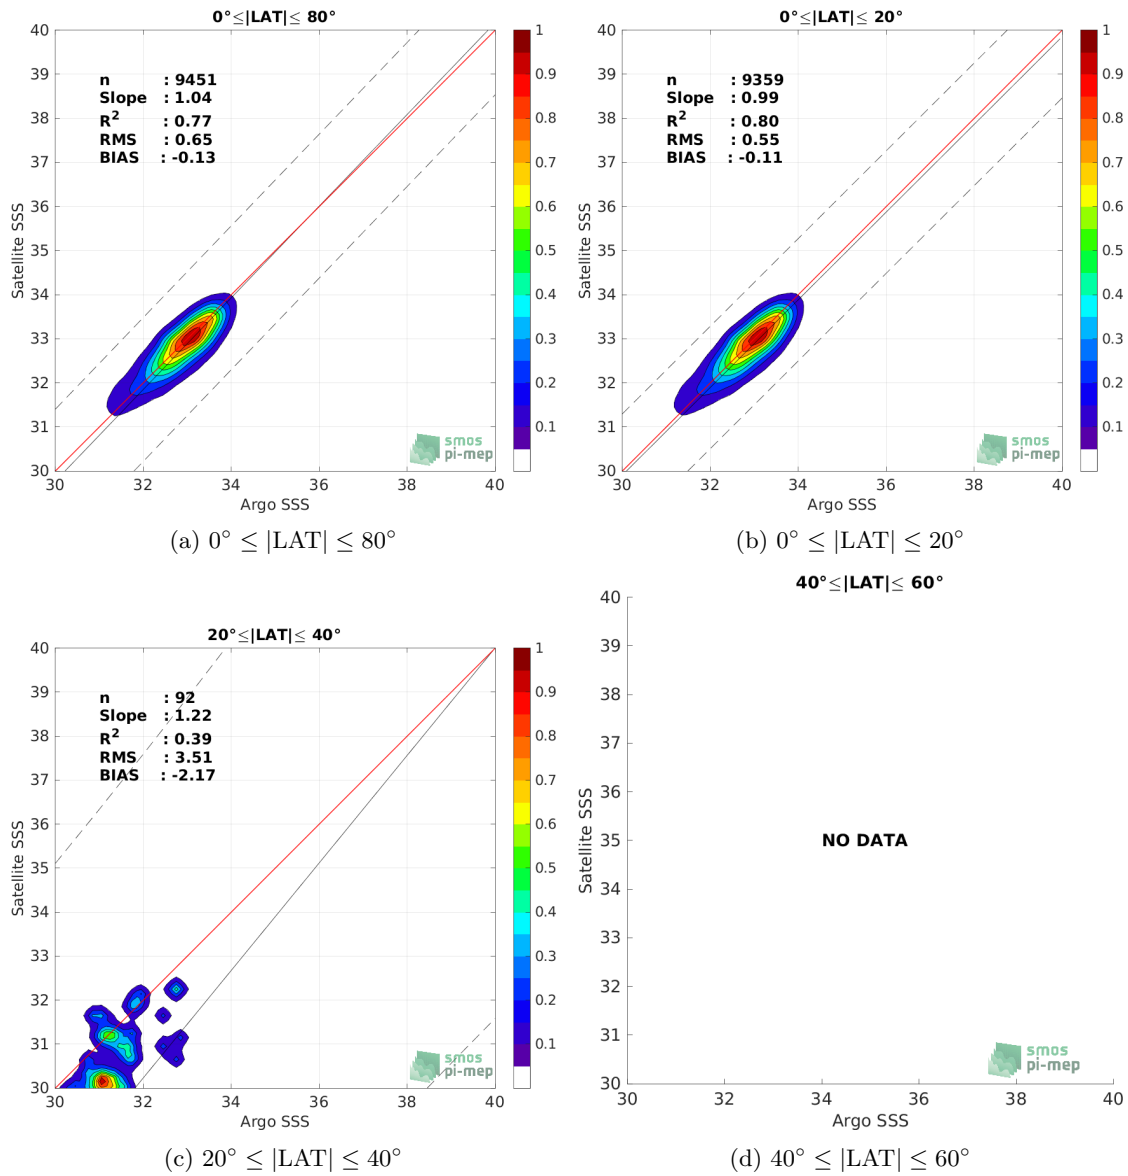 0°≤|LAT|≤ 80°
40
39
38
37
36
35
34
33
32
31
30
Satellite SSS
n : 9451
Slope : 1.04
R2 : 0.77
RMS : 0.65
BIAS : -0.13
1
0.9
0.8
0.7
0.6
0.5
0.4
0.3
0.2
0.1
smos
pi-mep
30 32 34 36 38 40
Argo SSS
(a) 0° ≤ |LAT| ≤ 80°
0°≤|LAT|≤ 20°
40
39
38
37
36
35
34
33
32
31
30
Satellite SSS
n : 9359
Slope : 0.99
R2 : 0.80
RMS : 0.55
BIAS : -0.11
1
0.9
0.8
0.7
0.6
0.5
0.4
0.3
0.2
0.1
smos
pi-mep
30 32 34 36 38 40
Argo SSS
(b) 0° ≤ |LAT| ≤ 20°
20°≤|LAT|≤ 40°
40
39
38
37
36
35
34
33
32
31
30
Satellite SSS
n : 92
Slope : 1.22
R2 : 0.39
RMS : 3.51
BIAS : -2.17
1
0.9
0.8
0.7
0.6
0.5
0.4
0.3
0.2
0.1
smos
pi-mep
30 32 34 36 38 40
Argo SSS
(c) 20° ≤ |LAT| ≤ 40°
40°≤|LAT|≤ 60°
40
39
38
37
36
35
34
33
32
31
30
Satellite SSS
NO DATA
smos
pi-mep
30 32 34 36 38 40
Argo SSS
(d) 40° ≤ |LAT| ≤ 60°